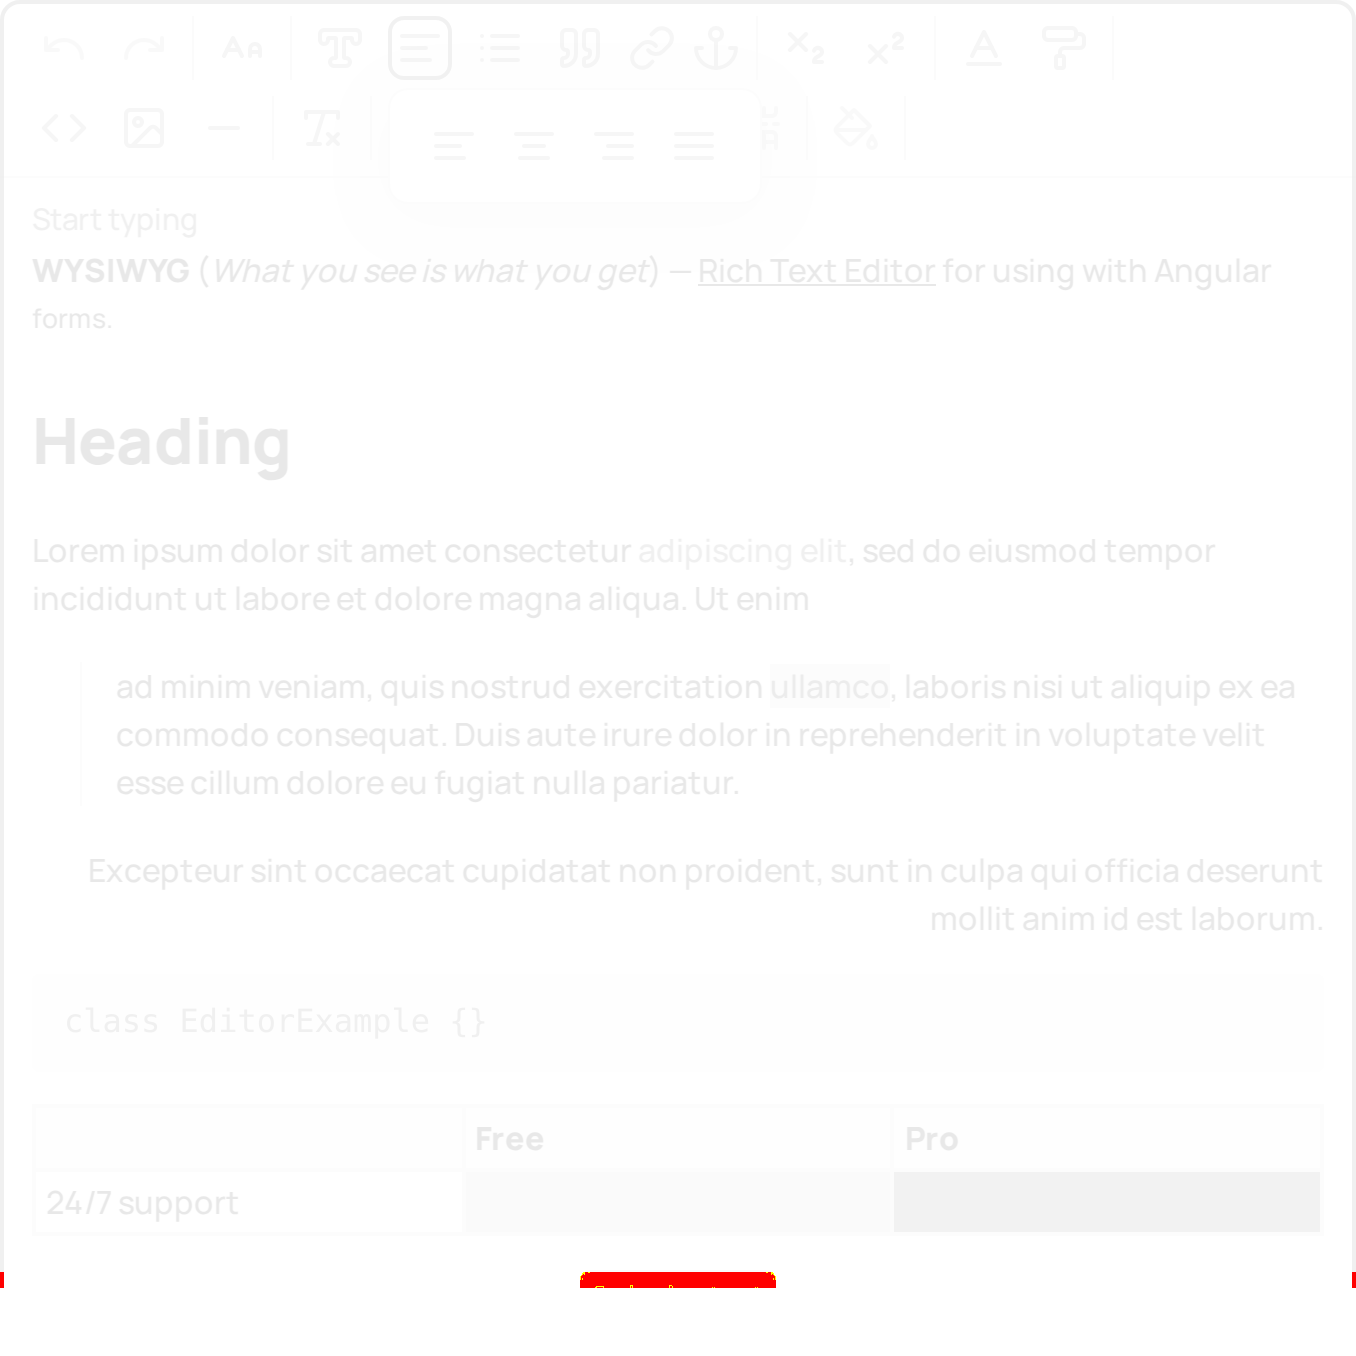 Start typing
WYSIWYG (What you see is what you get) — Rich Text Editor for using with Angular
forms.
Heading
Lorem ipsum dolor sit amet consectetur adipiscing elit, sed do eiusmod tempor
incididunt ut labore et dolore magna aliqua. Ut enim
ad minim veniam, quis nostrud exercitation ullamco, laboris nisi ut aliquip ex ea
commodo consequat. Duis aute irure dolor in reprehenderit in voluptate velit
esse cillum dolore eu fugiat nulla pariatur.
Excepteur sint occaecat cupidatat non proident, sunt in culpa qui officia deserunt
mollit anim id est laborum.
class EditorExample {}
Free Pro
24/7 support